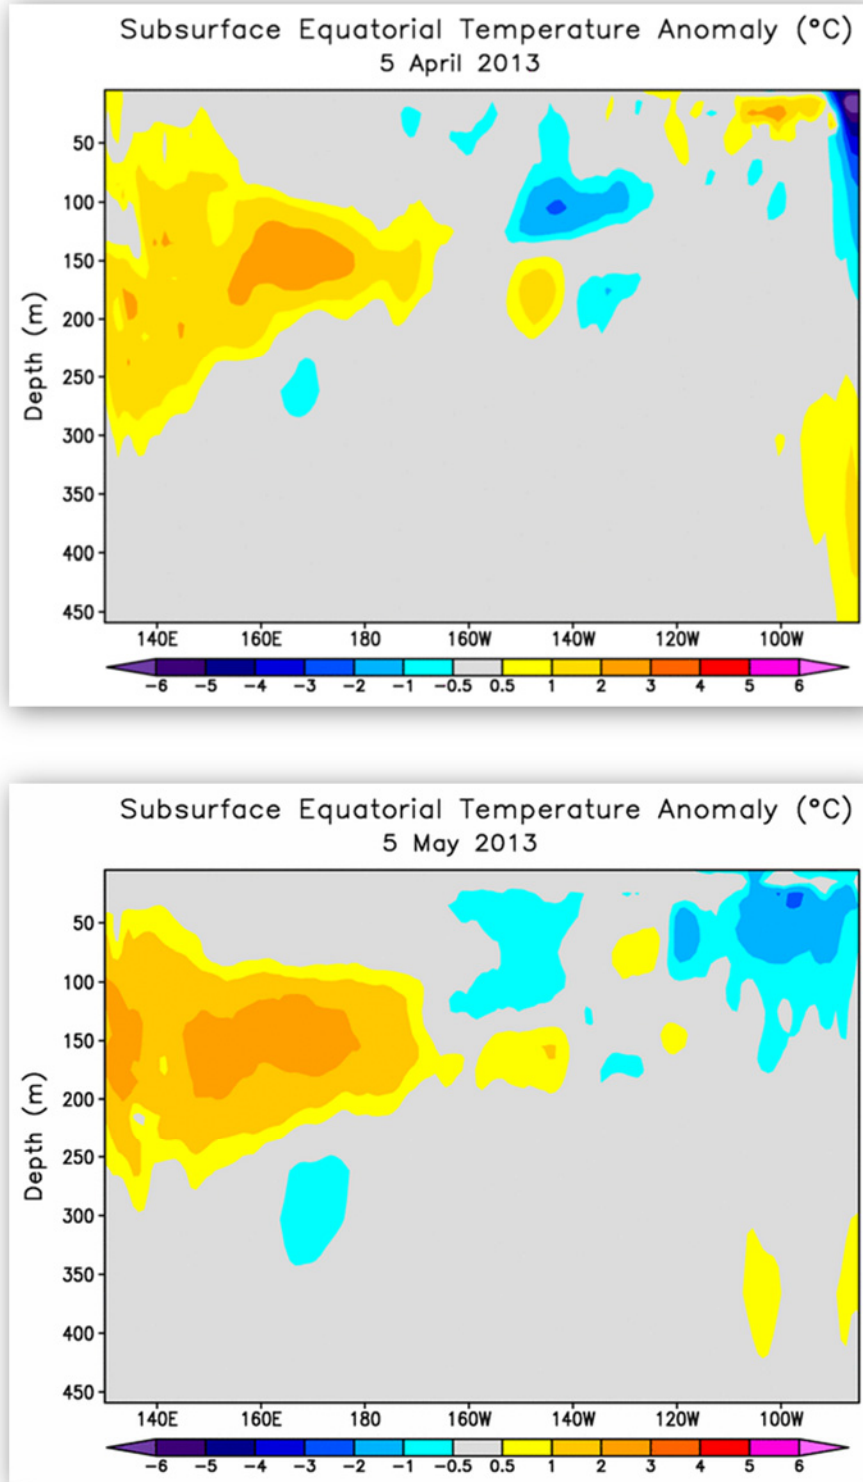 Subsurface Equatorial Temperature Anomaly (°C)
5 April 2013
Depth (m)
50
100
150
200
250
300
350
400
450
140E 160E 180 160W 140W 120W 100W
-6 -5 -4 -3 -2 -1 -0.5 0.5 1 2 3 4 5 6
Subsurface Equatorial Temperature Anomaly (°C)
5 May 2013
Depth (m)
50
100
150
200
250
300
350
400
450
140E 160E 180 160W 140W 120W 100W
-6 -5 -4 -3 -2 -1 -0.5 0.5 1 2 3 4 5 6